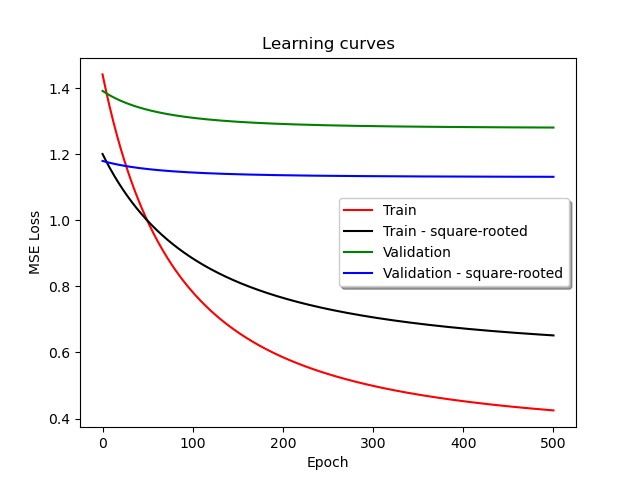 Learning curves
MSE Loss
1.4
1.2
1.0
0.8
0.6
0.4
Train
Train - square-rooted
Validation
Validation - square-rooted
0 100 200 300 400 500
Epoch